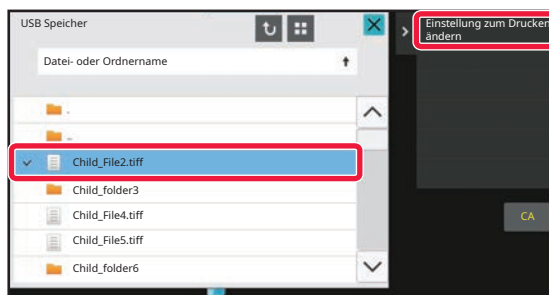 USB Speicher
Einstellung zum Drucken
ändern
Datei- oder Ordnername
.
..
Child_File2.tiff
Child_folder3
Child_File4.tiff
CA
Child_File5.tiff
Child_folder6